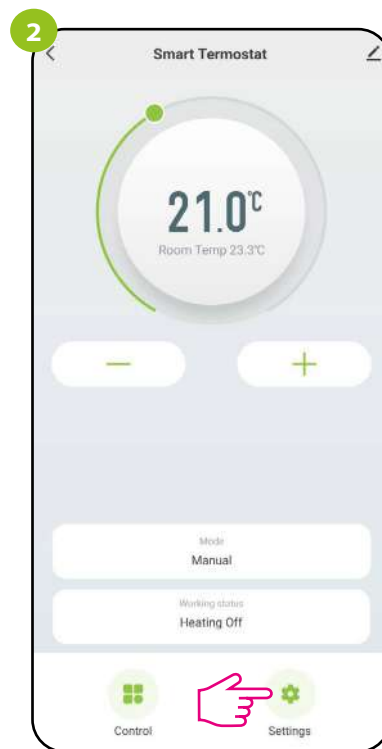 2
Smart Termostat
21.0℃
Room Temp 23.3℃
Mode
Manual
Working status
Heating Off
Control
Settings